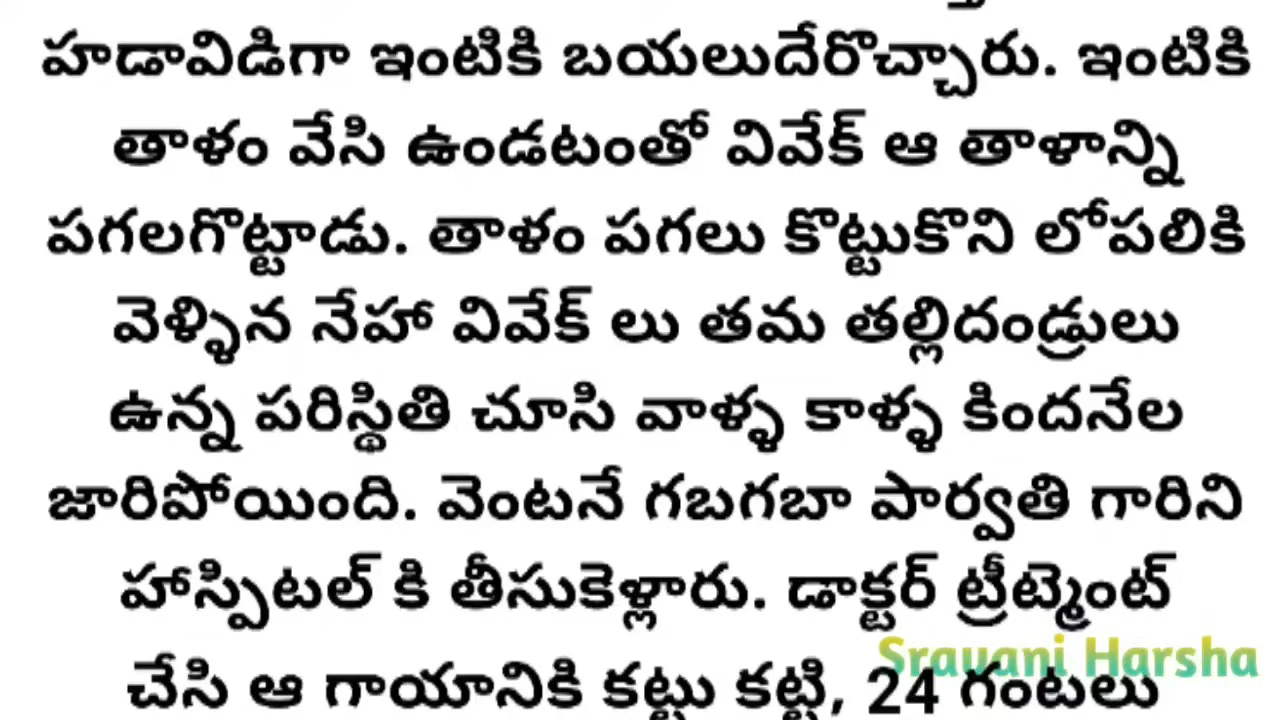 హడావిడిగా ఇంటికి బయలుదేరొచ్చారు. ఇంటికి
తాళం వేసి ఉండటంతో వివేక్ ఆ తాళాన్ని
పగలగొట్టాడు. తాళం పగలు కొట్టుకొని లోపలికి
వెళ్ళిన నేహా వివేక్ లు తమ తల్లిదండ్రులు
ఉన్న పరిస్థితి చూసి వాళ్ళ కాళ్ళ కిందనేల
జారిపోయింది. వెంటనే గబగబా పార్వతి గారిని
హాస్పిటల్ కి తీసుకెళ్లారు. డాక్టర్ ట్రీట్మెంట్
Sravani Harsha
చేసి ఆ గాయానికి కట్టు కట్టి, 24 గంటలు